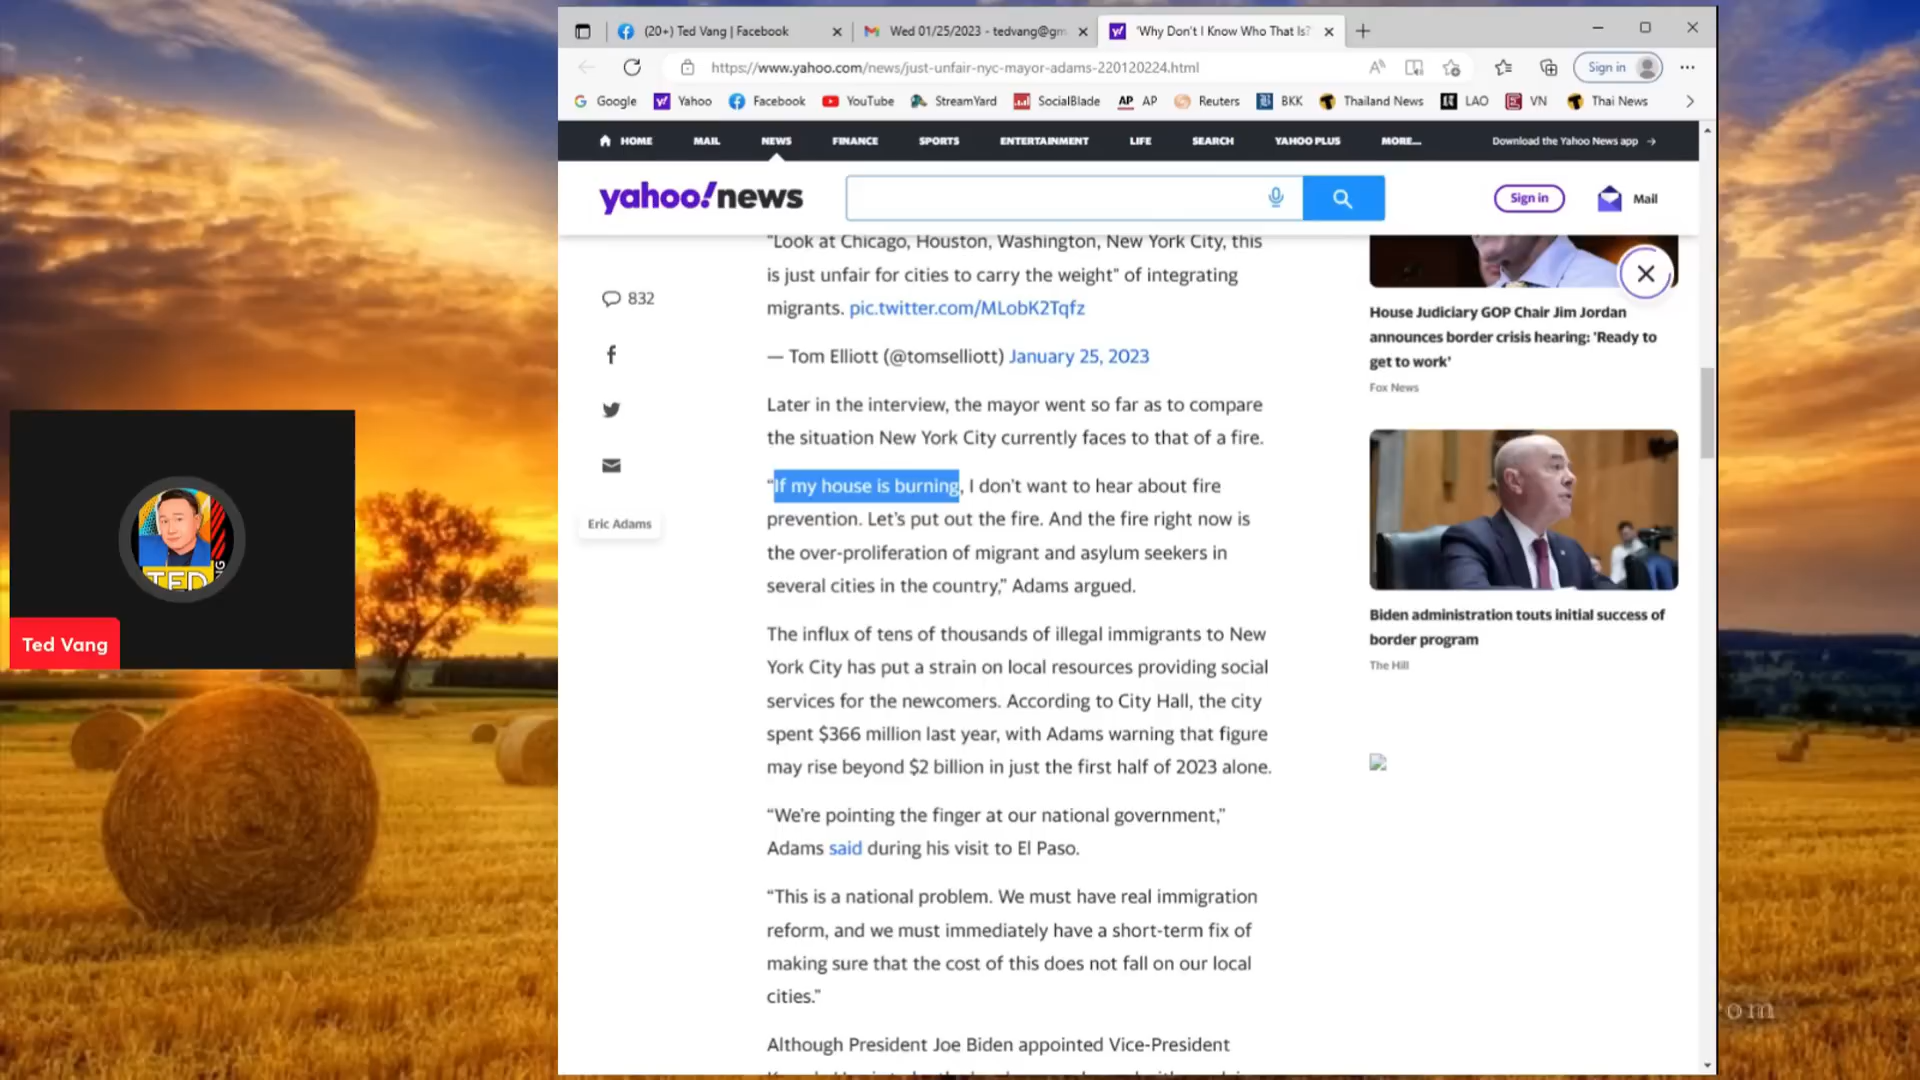 (20+) Ted Vang | Facebook
Wed 01/25/2023 - tedvang@gm
'Why Don't I Know Who That Is?'
https://www.yahoo.com/news/just-unfair-nyc-mayor-adams-220120224.html
Sign in
Google Yahoo Facebook YouTube StreamYard SocialBlade AP AP Reuters BKK Thailand News LAO VN Thai News
HOME MAIL NEWS FINANCE SPORTS ENTERTAINMENT LIFE SEARCH YAHOO PLUS MORE... Download the Yahoo News app →
yahoo!news
Sign in
Mail
"Look at Chicago, Houston, Washington, New York City, this
is just unfair for cities to carry the weight" of integrating
migrants. pic.twitter.com/MLobK2Tqfz
— Tom Elliott (@tomselliott) January 25, 2023
Later in the interview, the mayor went so far as to compare
the situation New York City currently faces to that of a fire.
“If my house is burning, I don’t want to hear about fire
prevention. Let’s put out the fire. And the fire right now is
the over-proliferation of migrant and asylum seekers in
several cities in the country,” Adams argued.
The influx of tens of thousands of illegal immigrants to New
York City has put a strain on local resources providing social
services for the newcomers. According to City Hall, the city
spent $366 million last year, with Adams warning that figure
may rise beyond $2 billion in just the first half of 2023 alone.
“We’re pointing the finger at our national government,”
Adams said during his visit to El Paso.
“This is a national problem. We must have real immigration
reform, and we must immediately have a short-term fix of
making sure that the cost of this does not fall on our local
cities.”
Although President Joe Biden appointed Vice-President
832
Eric Adams
House Judiciary GOP Chair Jim Jordan
announces border crisis hearing: 'Ready to
get to work'
Fox News
Biden administration touts initial success of
border program
The Hill
TED
NG
Ted Vang
om